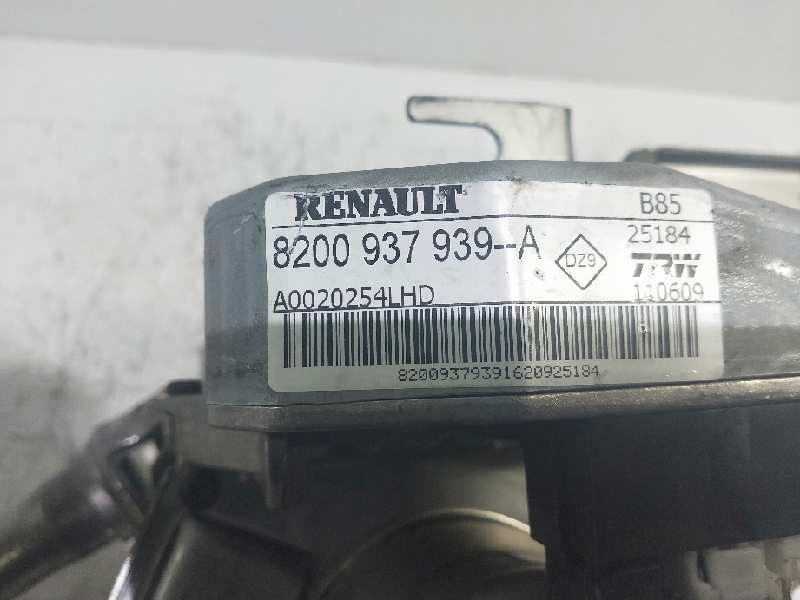 RENAULT B85
8200 937 939--A DZ9 25184
TRW
A0020254LHD 110609
82009379391620925184